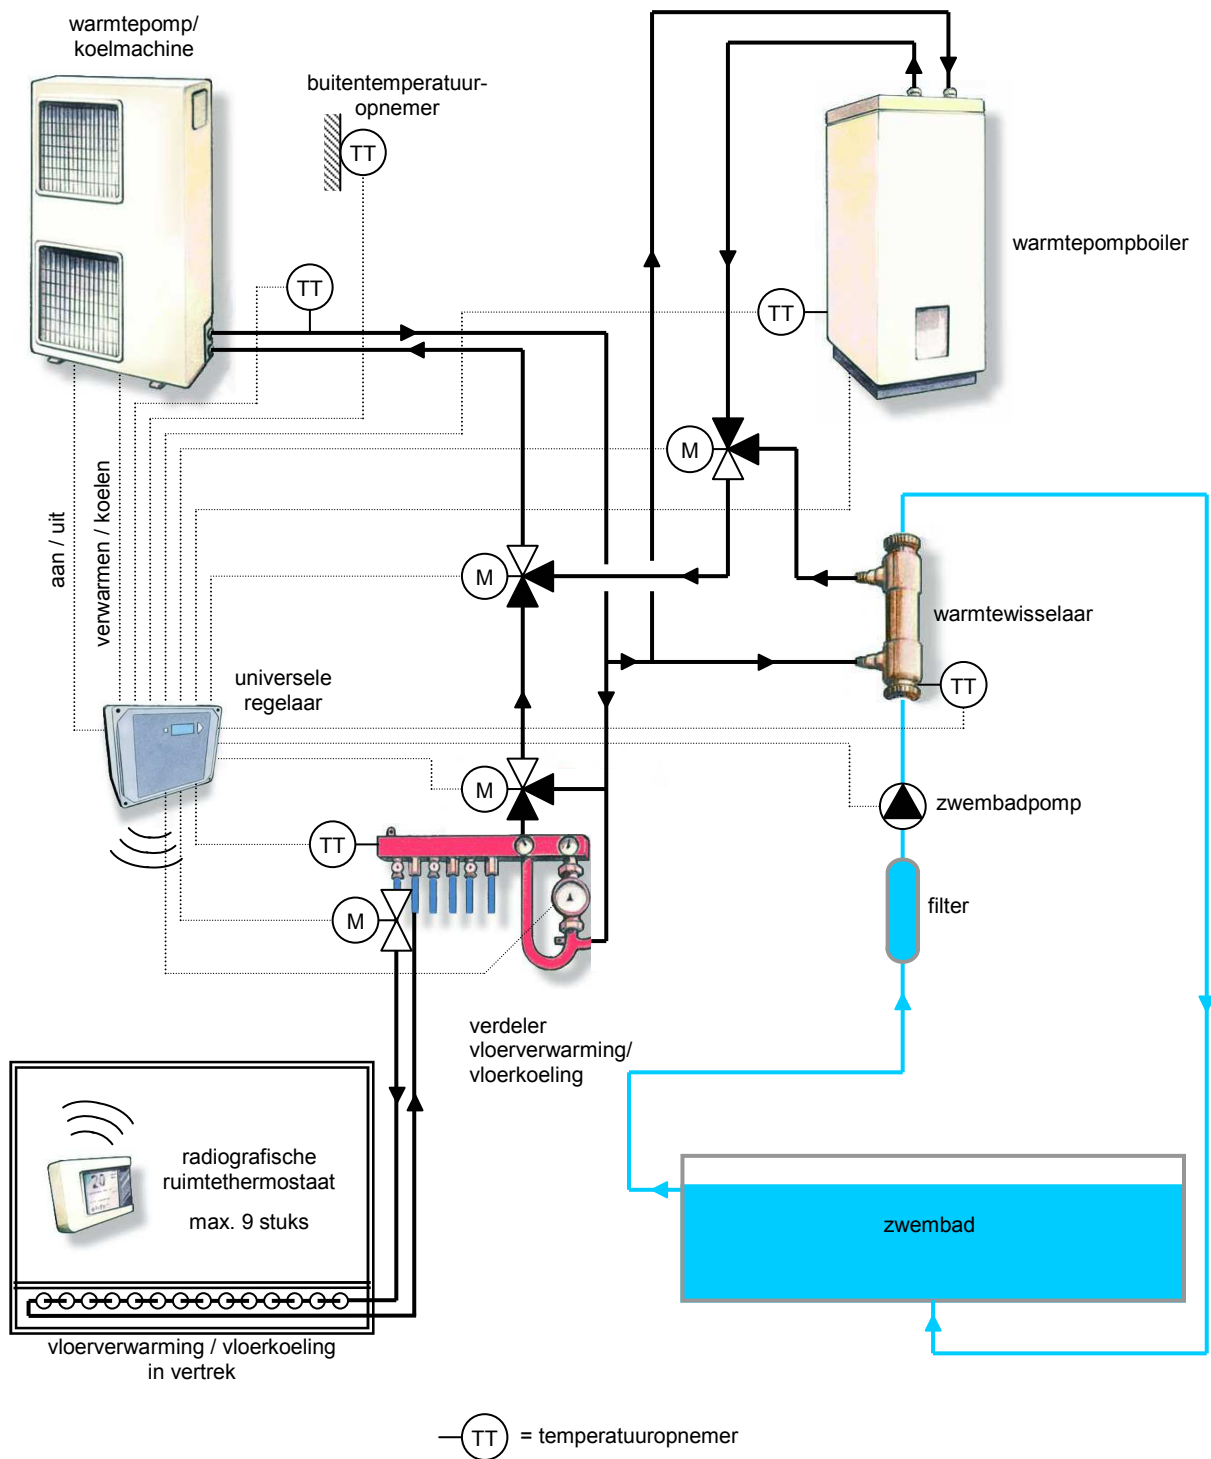 warmtepomp/
koelmachine
buitentemperatuur-
opnemer
TT
TT
TT
warmtepompboiler
M
aan / uit
verwarmen / koelen
M
warmtewisselaar
TT
universele
regelaar
M
zwembadpomp
TT
M
filter
verdeler
vloerverwarming/
vloerkoeling
20
radiografische
ruimtethermostaat
max. 9 stuks
zwembad
vloerverwarming / vloerkoeling
in vertrek
TT = temperatuuropnemer